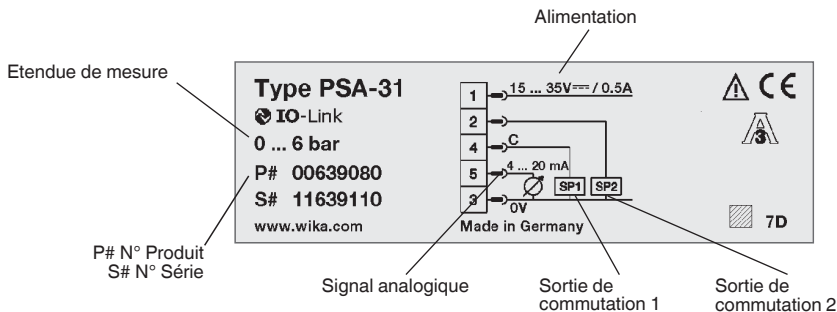 Alimentation
Etendue de mesure
Type PSA-31
IO-Link
0 ... 6 bar
P# 00639080
S# 11639110
www.wika.com
1 15 ... 35V⎓ / 0.5A
2
4 C
5 4 ... 20 mA
SP1 SP2
3 0V
Made in Germany
CE
A
3
7D
P# N° Produit
S# N° Série
Signal analogique
Sortie de
commutation 1
Sortie de
commutation 2